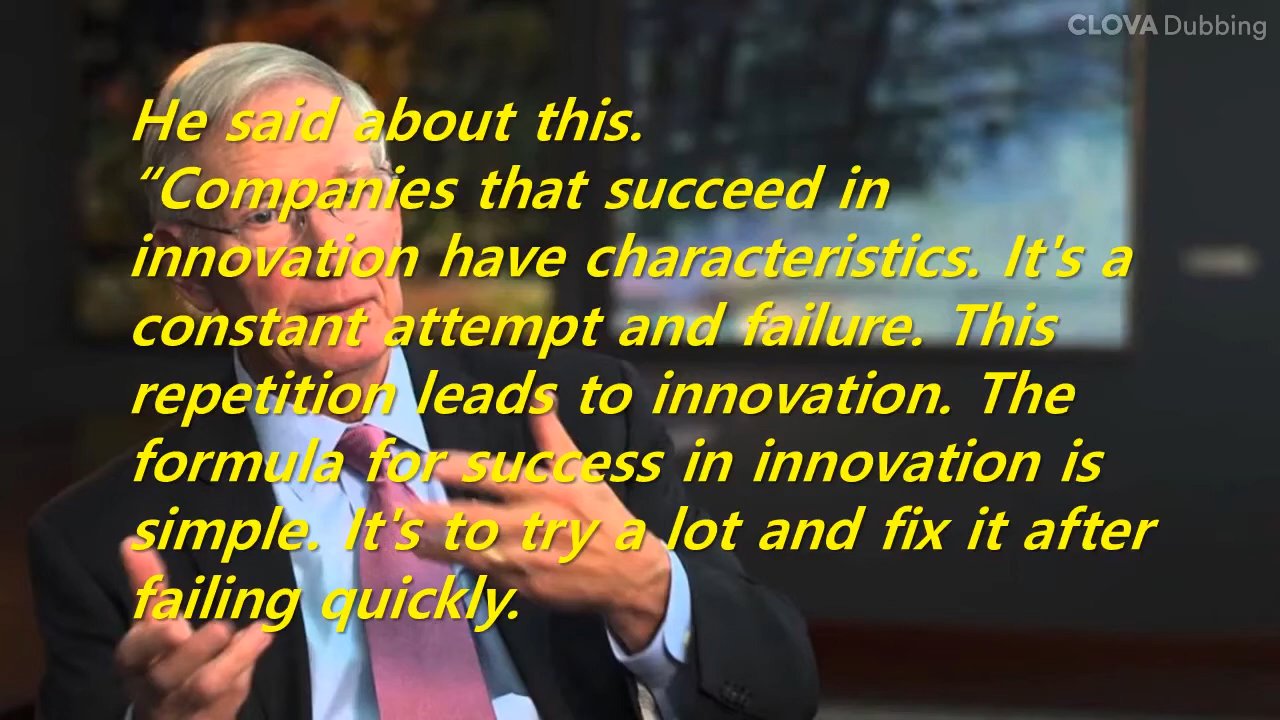 CLOVA Dubbing
He said about this.
“Companies that succeed in
innovation have characteristics. It's a
constant attempt and failure. This
repetition leads to innovation. The
formula for success in innovation is
simple. It's to try a lot and fix it after
failing quickly.